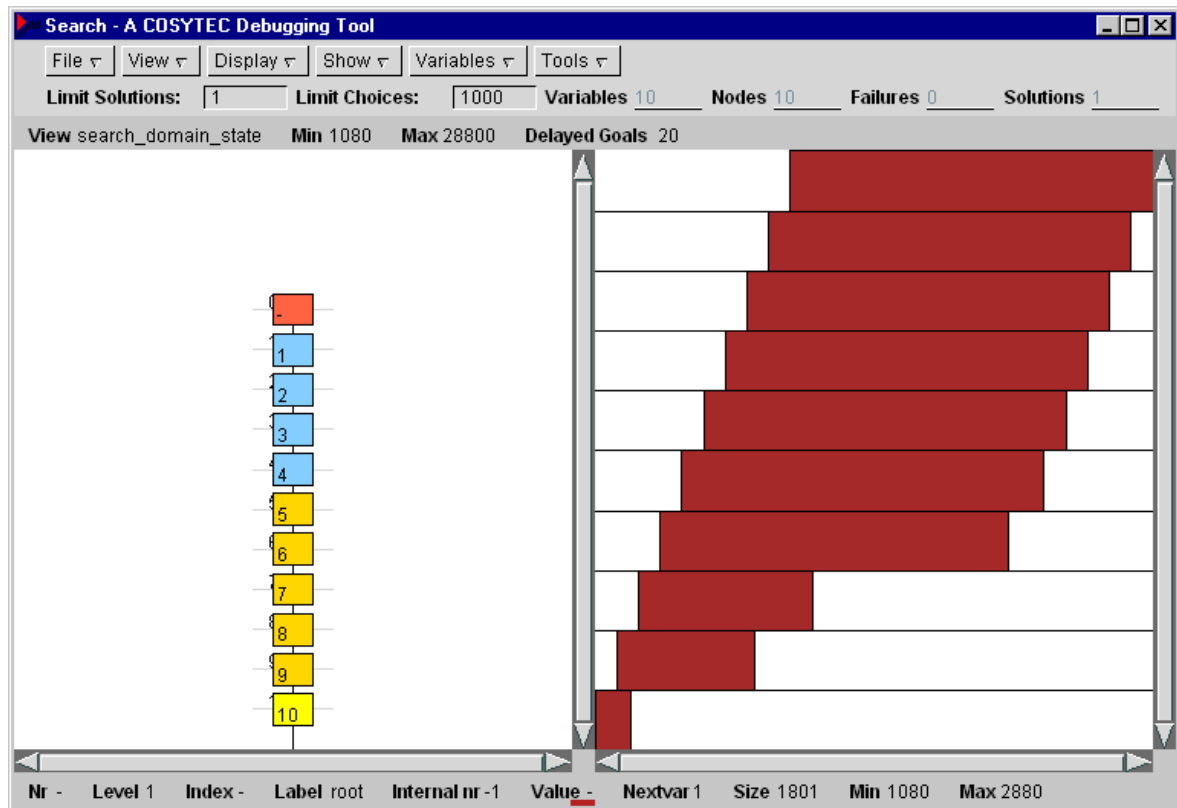 Search - A COSYTEC Debugging Tool
File View Display Show Variables Tools
Limit Solutions: 1 Limit Choices: 1000 Variables 10 Nodes 10 Failures 0 Solutions 1
View search_domain_state Min 1080 Max 28800 Delayed Goals 20
-
1
2
3
4
5
6
7
8
9
10
Nr - Level 1 Index - Label root Internal nr -1 Value - Nextvar 1 Size 1801 Min 1080 Max 2880